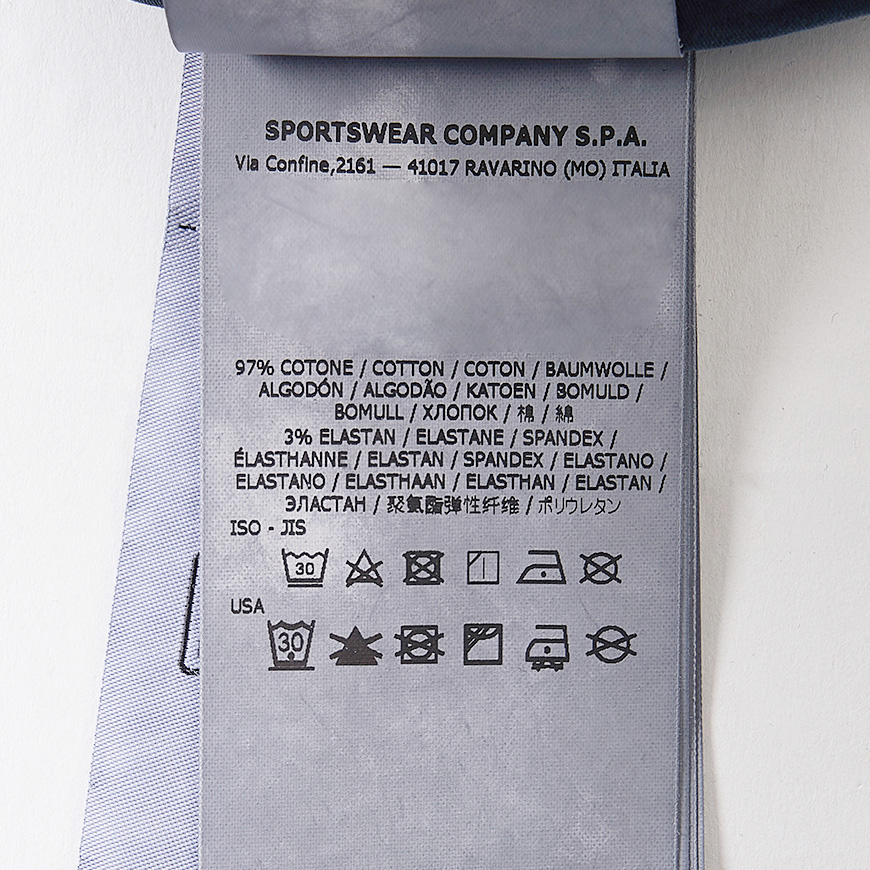 SPORTSWEAR COMPANY S.P.A.
Via Confine,2161 — 41017 RAVARINO (MO) ITALIA
97% COTONE / COTTON / COTON / BAUMWOLLE /
ALGODÓN / ALGODÃO / KATOEN / BOMULD /
BOMULL / ХЛОПОК / 棉 / 綿
3% ELASTAN / ELASTANE / SPANDEX /
ÉLASTHANNE / ELASTAN / SPANDEX / ELASTANO /
ELASTANO / ELASTHAAN / ELASTHAN / ELASTAN /
ЭЛАСТАН / 聚氨酯弹性纤维 / ポリウレタン
ISO - JIS
30
USA
30